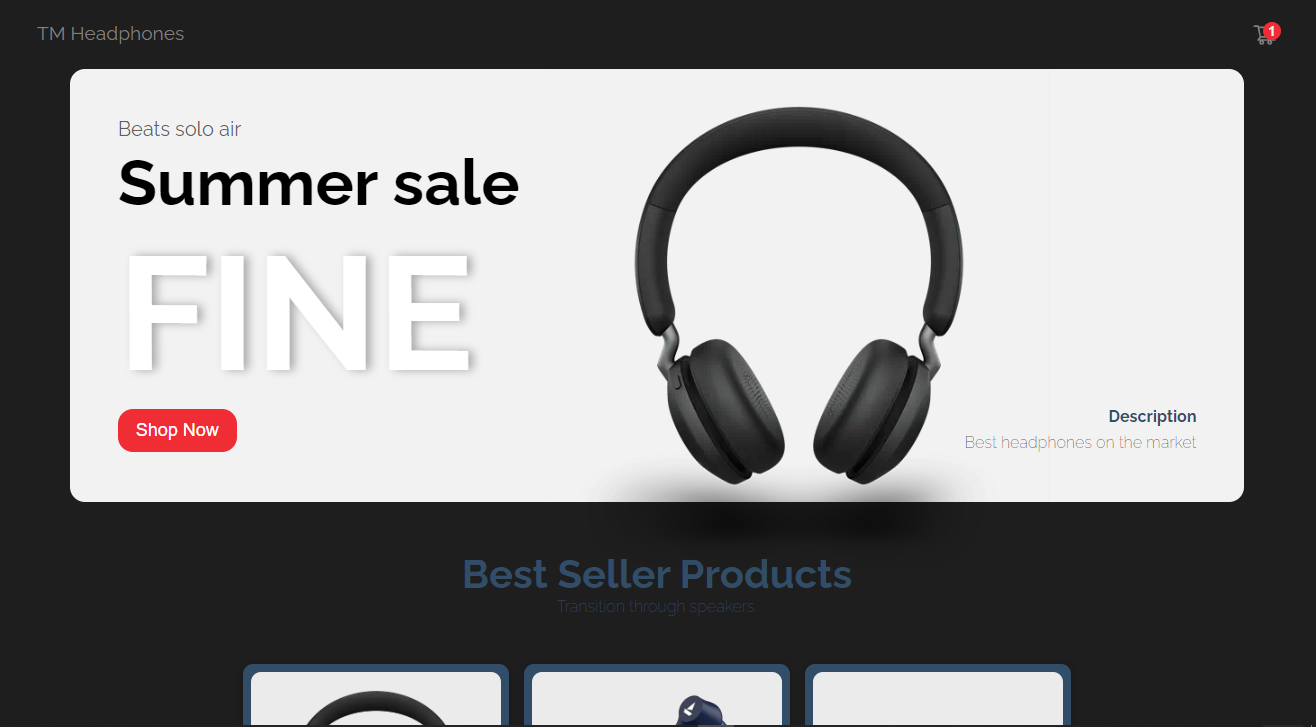 TM Headphones
1
Beats solo air
Summer sale
FINE
Shop Now
Description
Best headphones on the market
Best Seller Products
Transition through speakers